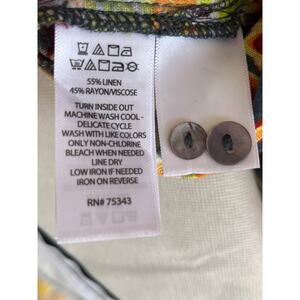 55% LINEN
45% RAYON/VISCOSE
TURN INSIDE OUT
MACHINE WASH COOL -
DELICATE CYCLE
WASH WITH LIKE COLORS
ONLY NON-CHLORINE
BLEACH WHEN NEEDED
LINE DRY
LOW IRON IF NEEDED
IRON ON REVERSE
RN# 75343